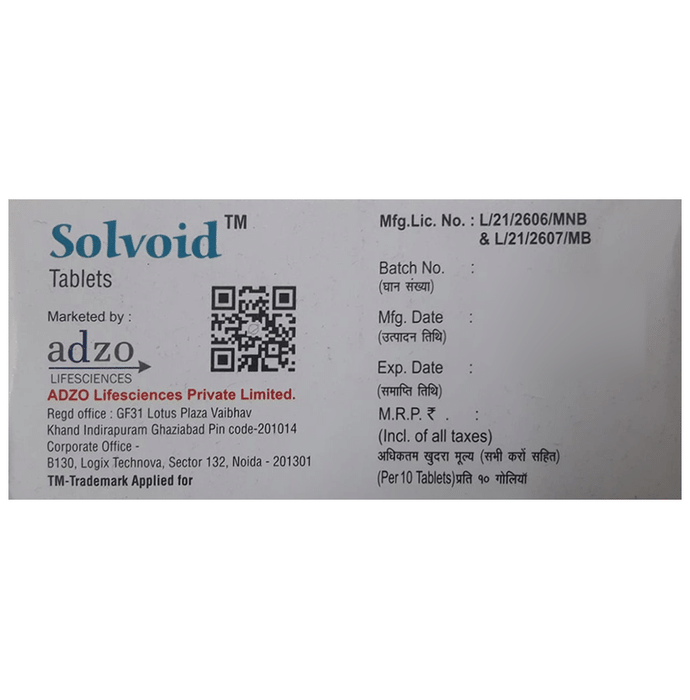 Solvoid™
Tablets
Marketed by :
adzo
LIFESCIENCES
ADZO Lifesciences Private Limited.
Regd office : GF31 Lotus Plaza Vaibhav
Khand Indirapuram Ghaziabad Pin code-201014
Corporate Office -
B130, Logix Technova, Sector 132, Noida - 201301
TM-Trademark Applied for
Mfg.Lic. No. : L/21/2606/MNB
& L/21/2607/MB
Batch No. :
(घान संख्या)
Mfg. Date :
(उत्पादन तिथि)
Exp. Date :
(समाप्ति तिथि)
M.R.P. ₹ . :
(Incl. of all taxes)
अधिकतम खुदरा मूल्य (सभी करों सहित)
(Per 10 Tablets)प्रति १० गोलियाँ